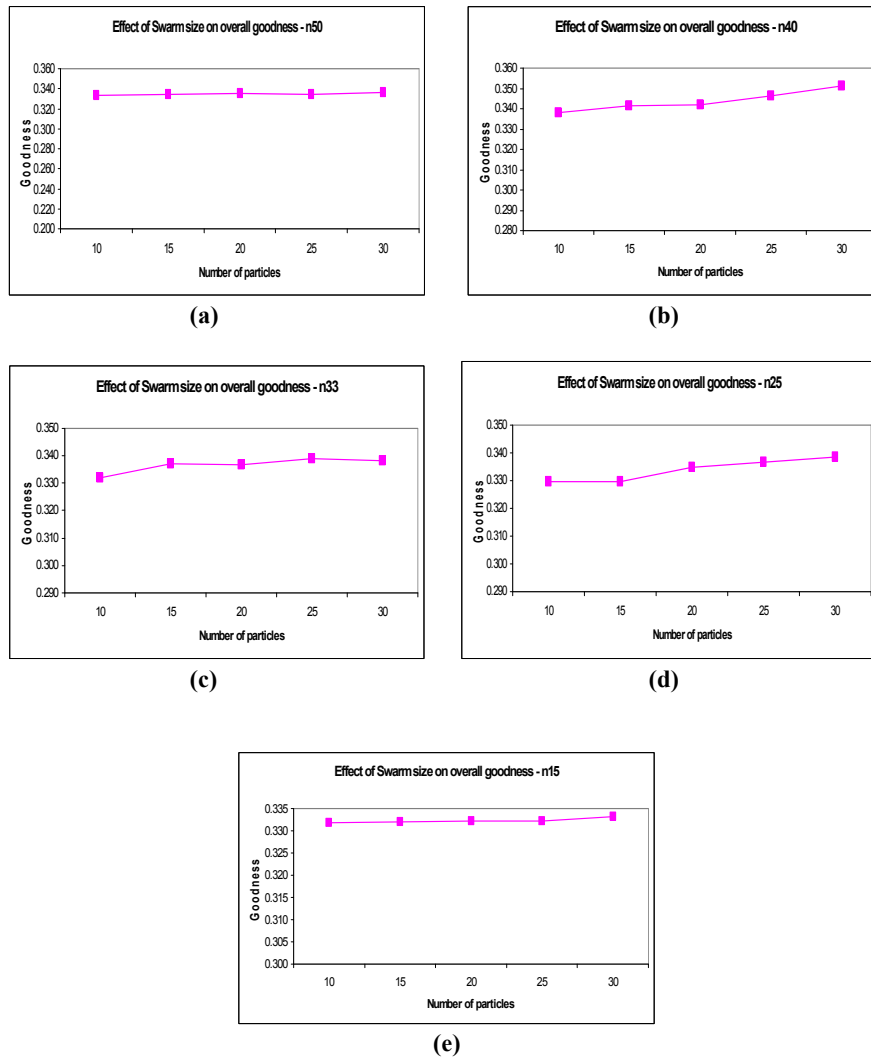 Effect of Swarm size on overall goodness - n50
Goodness
0.360
0.340
0.320
0.300
0.280
0.260
0.240
0.220
0.200
10 15 20 25 30
Number of particles
(a)
Effect of Swarm size on overall goodness - n40
Goodness
0.360
0.350
0.340
0.330
0.320
0.310
0.300
0.290
0.280
10 15 20 25 30
Number of particles
(b)
Effect of Swarm size on overall goodness - n33
Goodness
0.350
0.340
0.330
0.320
0.310
0.300
0.290
10 15 20 25 30
Number of particles
(c)
Effect of Swarm size on overall goodness - n25
Goodness
0.350
0.340
0.330
0.320
0.310
0.300
0.290
10 15 20 25 30
Number of particles
(d)
Effect of Swarm size on overall goodness - n15
Goodness
0.335
0.330
0.325
0.320
0.315
0.310
0.305
0.300
10 15 20 25 30
Number of particles
(e)